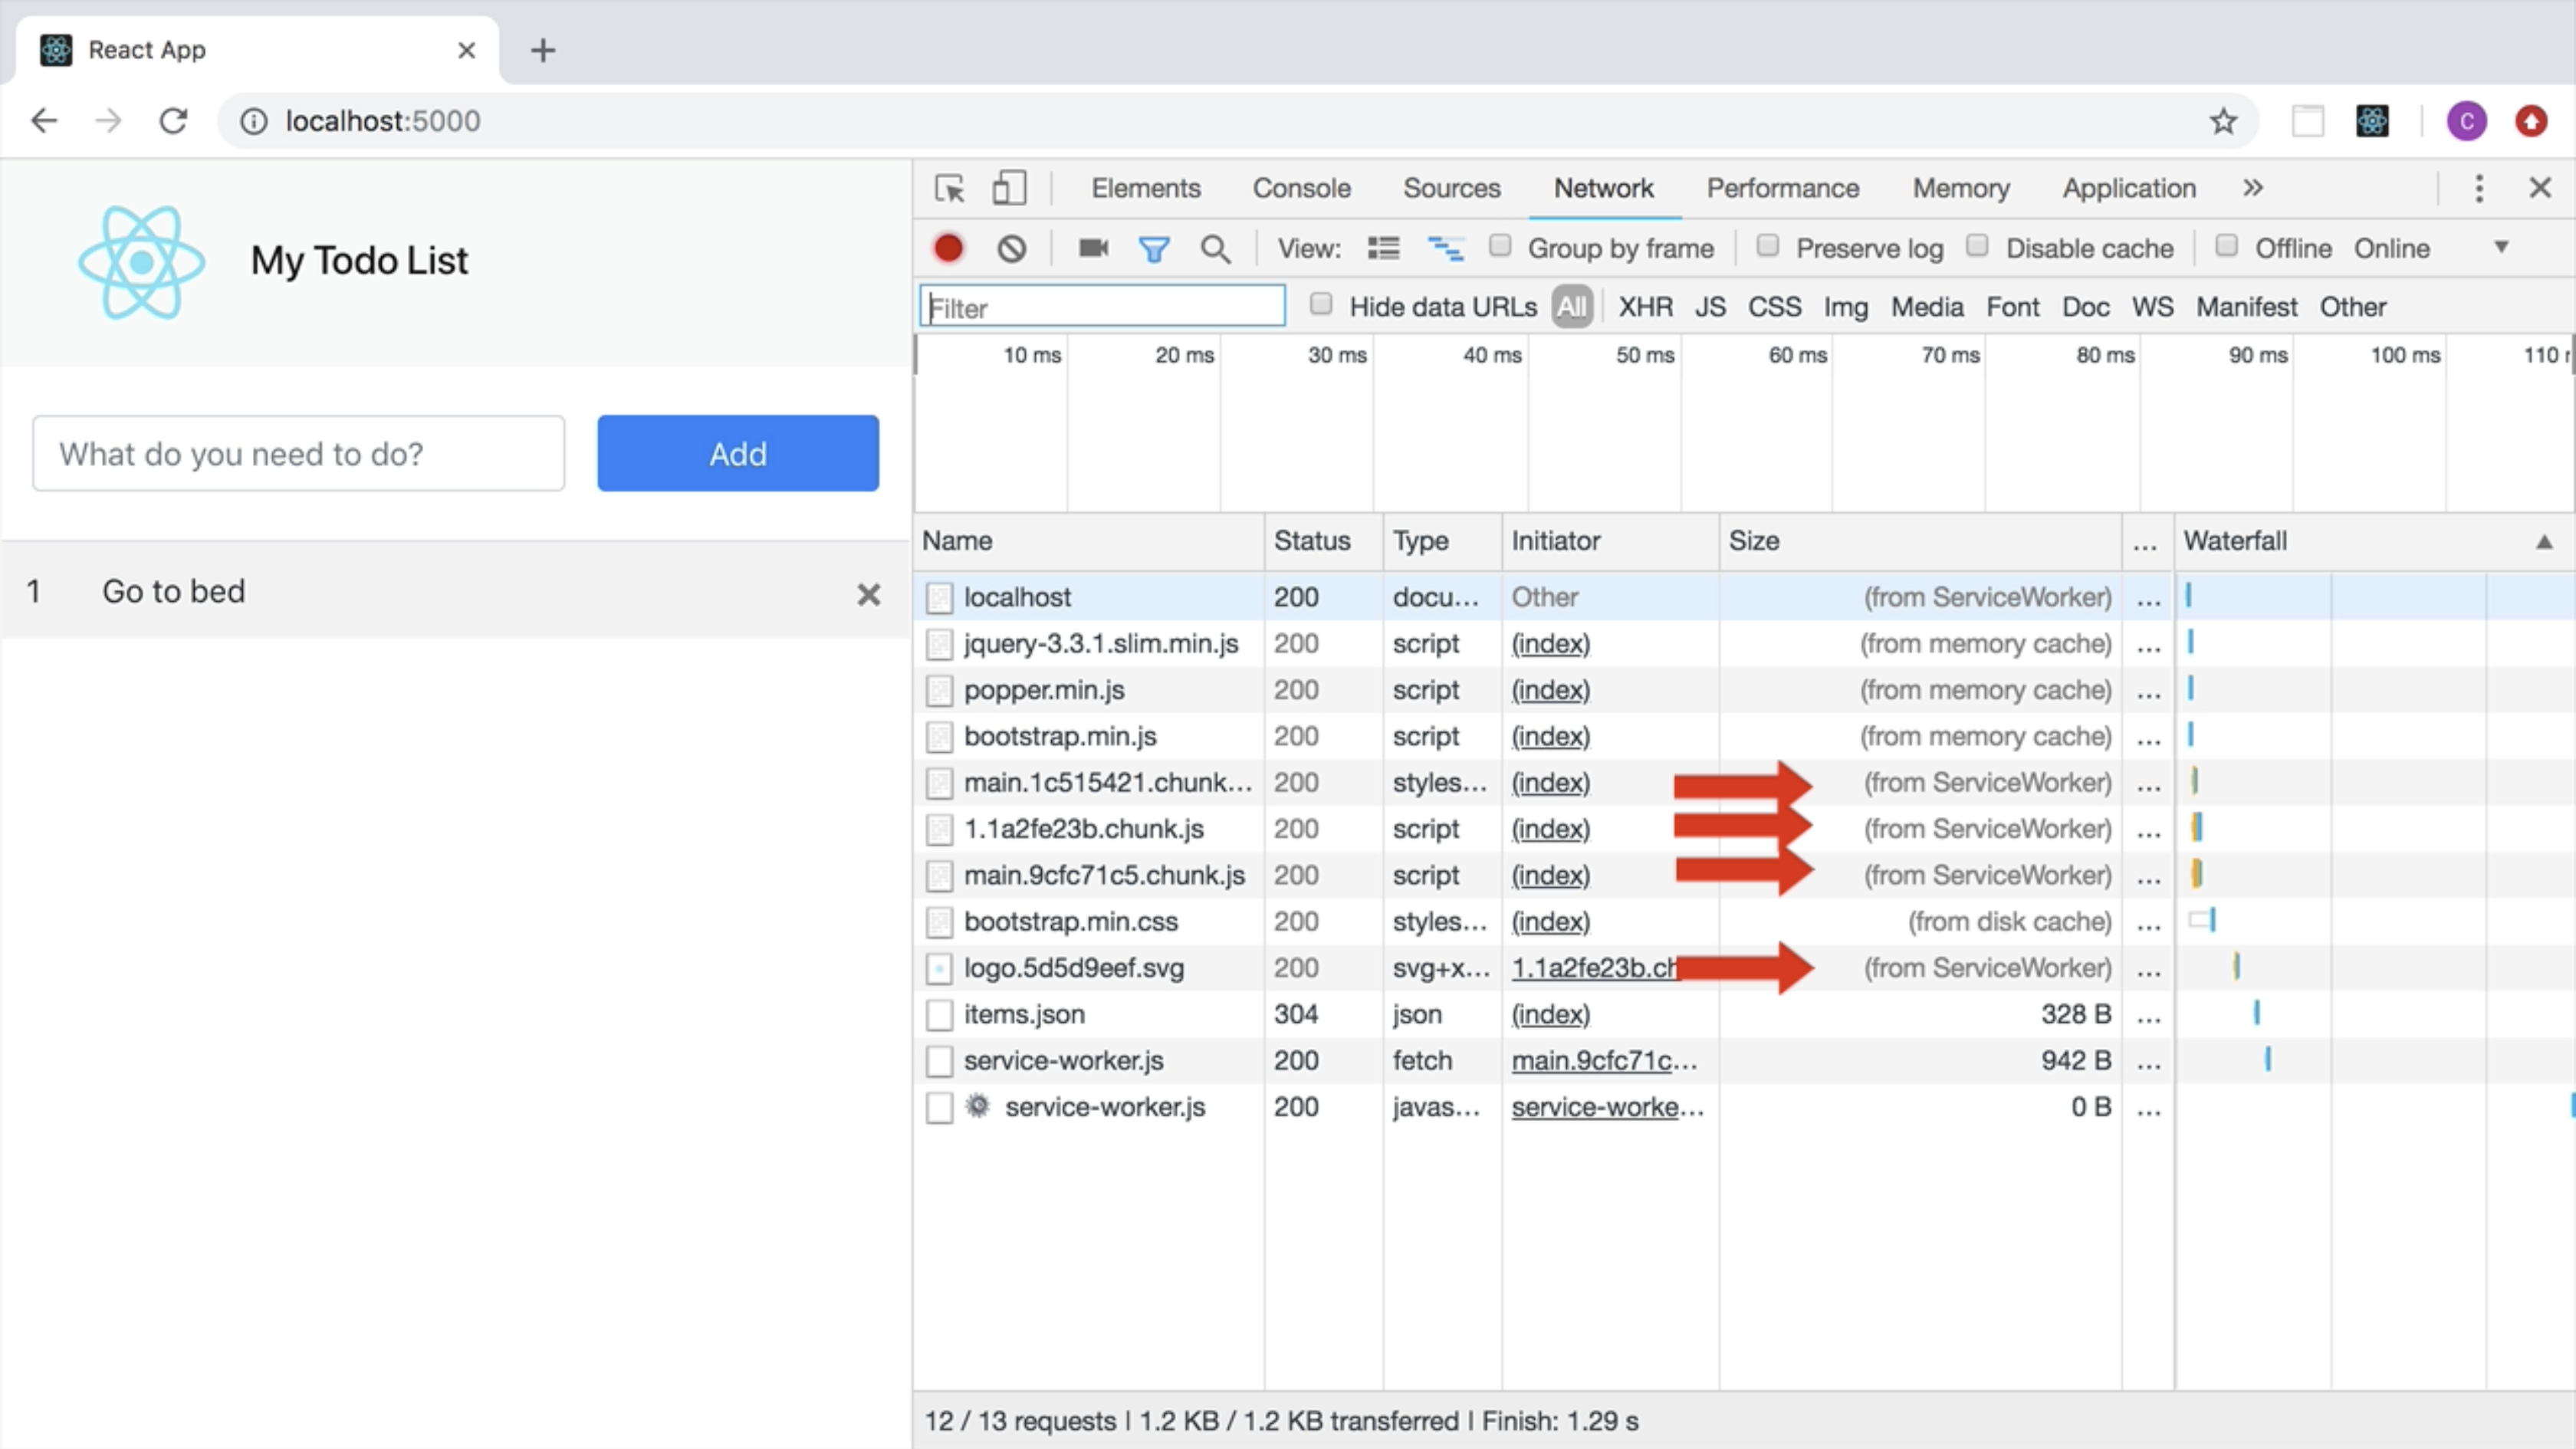 React App
localhost:5000
C
My Todo List
What do you need to do?
Add
1 Go to bed
Elements Console Sources Network Performance Memory Application
View: Group by frame Preserve log Disable cache Offline Online
Filter Hide data URLs All XHR JS CSS Img Media Font Doc WS Manifest Other
10 ms 20 ms 30 ms 40 ms 50 ms 60 ms 70 ms 80 ms 90 ms 100 ms 110
Name Status Type Initiator Size ... Waterfall
localhost 200 docu... Other (from ServiceWorker) ...
jquery-3.3.1.slim.min.js 200 script (index) (from memory cache) ...
popper.min.js 200 script (index) (from memory cache) ...
bootstrap.min.js 200 script (index) (from memory cache) ...
main.1c515421.chunk... 200 styles... (index) (from ServiceWorker) ...
1.1a2fe23b.chunk.js 200 script (index) (from ServiceWorker) ...
main.9cfc71c5.chunk.js 200 script (index) (from ServiceWorker) ...
bootstrap.min.css 200 styles... (index) (from disk cache) ...
logo.5d5d9eef.svg 200 svg+x... 1.1a2fe23b.ch (from ServiceWorker) ...
items.json 304 json (index) 328 B ...
service-worker.js 200 fetch main.9cfc71c... 942 B ...
service-worker.js 200 javas... service-worke... 0 B ...
12 / 13 requests | 1.2 KB / 1.2 KB transferred | Finish: 1.29 s